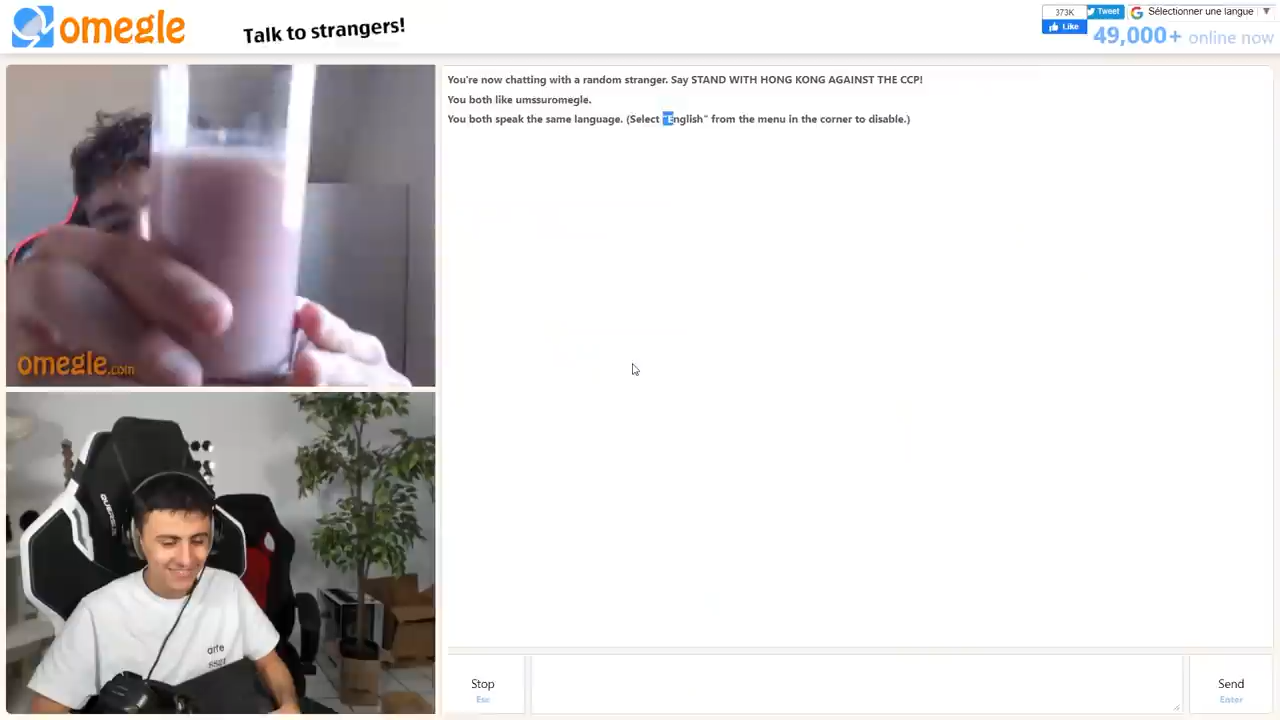 omegle
Talk to strangers!
373K
Tweet
Like
Sélectionner une langue
49,000+ online now
You're now chatting with a random stranger. Say STAND WITH HONG KONG AGAINST THE CCP!
You both like umssuromegle.
You both speak the same language. (Select "English" from the menu in the corner to disable.)
omegle.com
arte
Stop
Esc
Send
Enter